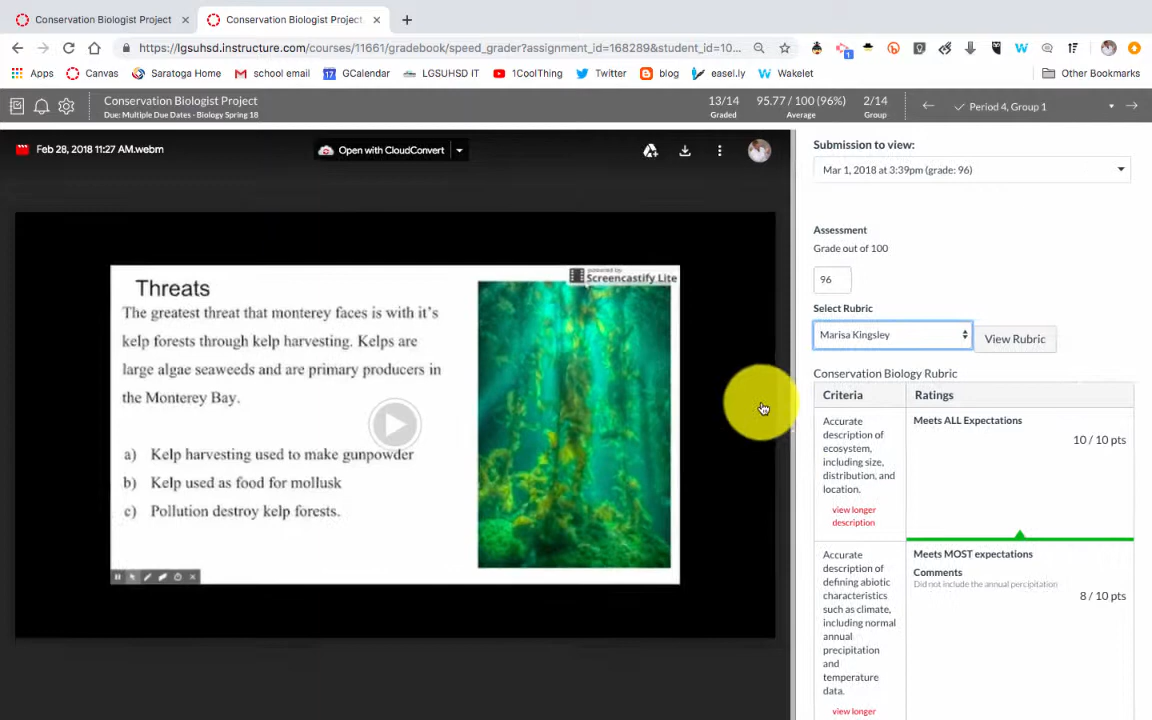 Conservation Biologist Project
Conservation Biologist Project
https://lgsuhsd.instructure.com/courses/11661/gradebook/speed_grader?assignment_id=168289&student_id=10...
Apps Canvas Saratoga Home school email GCalendar LGSUHSD IT 1CoolThing Twitter blog easel.ly Wakelet Other Bookmarks
Conservation Biologist Project
Due: Multiple Due Dates - Biology Spring 18
13/14
Graded
95.77 / 100 (96%)
Average
2/14
Group
Period 4, Group 1
Feb 28, 2018 11:27 AM.webm
Open with CloudConvert
Submission to view:
Mar 1, 2018 at 3:39pm (grade: 96)
Assessment
Grade out of 100
96
Select Rubric
Marisa Kingsley
View Rubric
Conservation Biology Rubric
Criteria Ratings
Accurate
description of
ecosystem,
including size,
distribution, and
location.
view longer
description
Meets ALL Expectations
10 / 10 pts
Accurate
description of
defining abiotic
characteristics
such as climate,
including normal
annual
precipitation
and
temperature
data.
view longer
Meets MOST expectations
Comments
Did not include the annual percipitation
8 / 10 pts
powered by
Screencastify Lite
Threats
The greatest threat that monterey faces is with it's
kelp forests through kelp harvesting. Kelps are
large algae seaweeds and are primary producers in
the Monterey Bay.
a) Kelp harvesting used to make gunpowder
b) Kelp used as food for mollusk
c) Pollution destroy kelp forests.